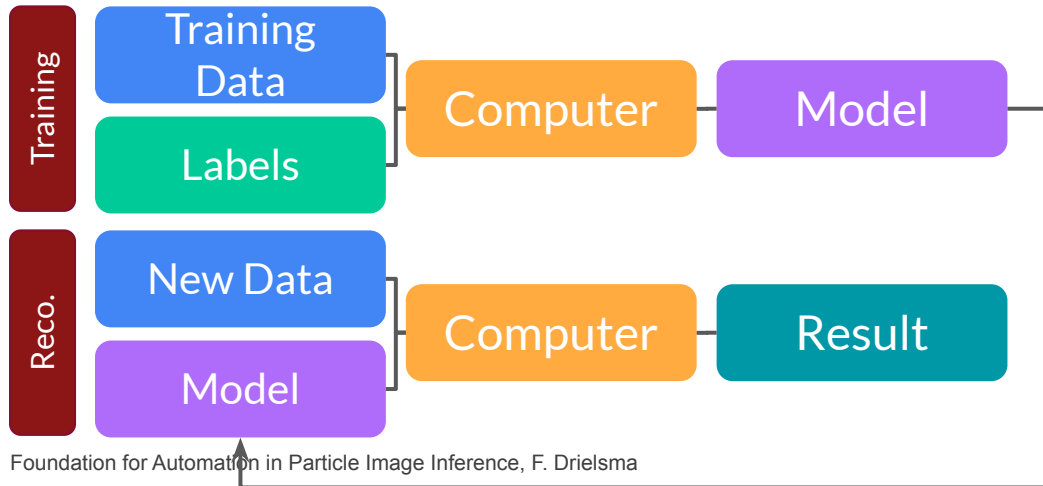 Training
Training
Data
Labels
Computer
Model
Reco.
New Data
Model
Computer
Result
Foundation for Automation in Particle Image Inference, F. Drielsma